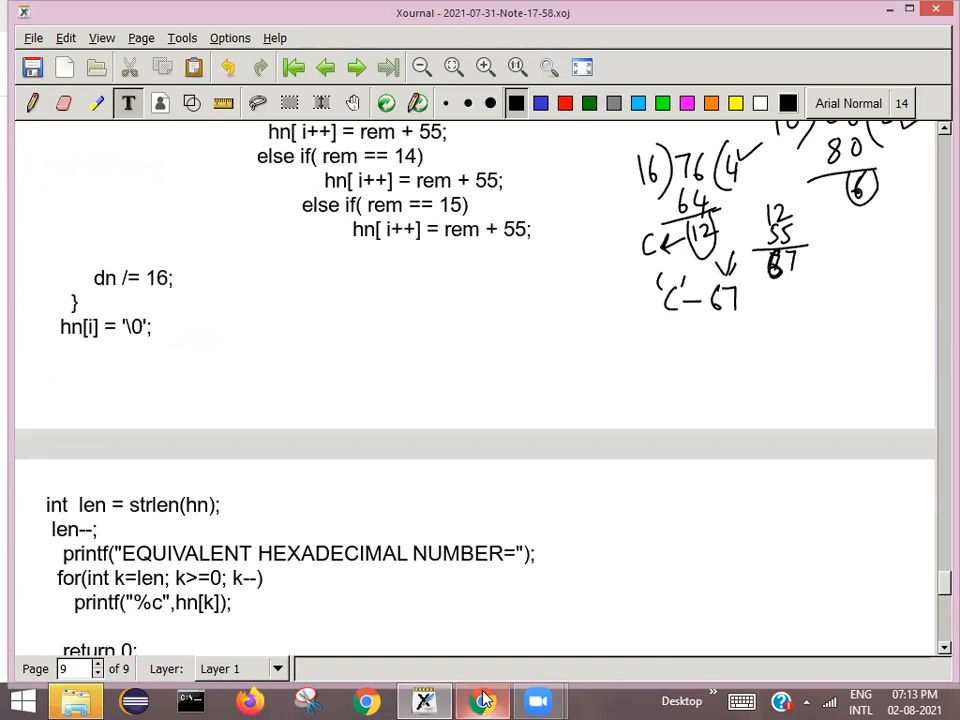 Xournal - 2021-07-31-Note-17-58.xoj
File Edit View Page Tools Options Help
Arial Normal 14
hn[ i++] = rem + 55;
else if( rem == 14)
hn[ i++] = rem + 55;
else if( rem == 15)
hn[ i++] = rem + 55;
dn /= 16;
}
hn[i] = '\0';
16)76(4
64
12
C
'C' - 67
12
55
67
80
6
int len = strlen(hn);
len--;
printf("EQUIVALENT HEXADECIMAL NUMBER=");
for(int k=len; k>=0; k--)
printf("%c",hn[k]);
return 0;
Page 9 of 9 Layer: Layer 1
Desktop
ENG 07:13 PM
INTL 02-08-2021